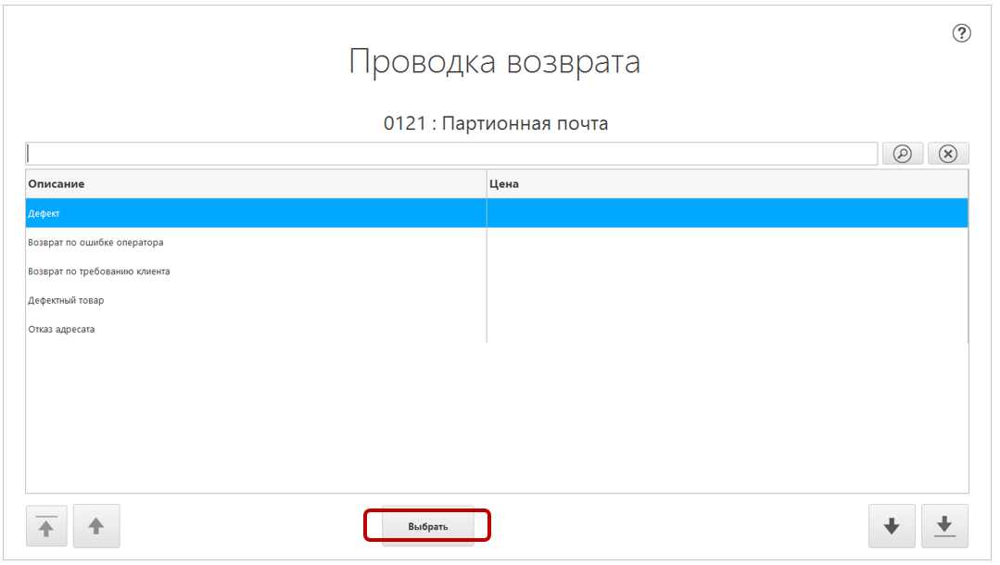 ?
Проводка возврата
0121 : Партионная почта
Описание Цена
Дефект
Возврат по ошибке оператора
Возврат по требованию клиента
Дефектный товар
Отказ адресата
Выбрать